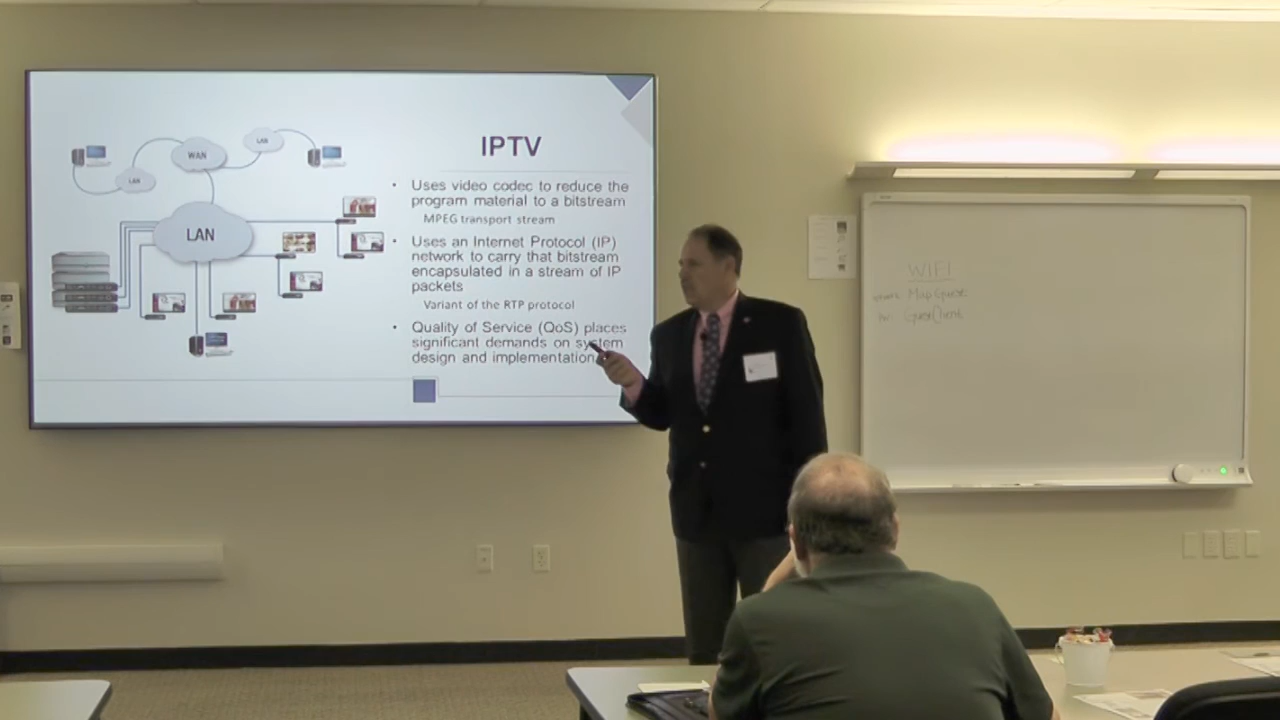 IPTV
• Uses video codec to reduce the
program material to a bitstream
MPEG transport stream
• Uses an Internet Protocol (IP)
network to carry that bitstream
encapsulated in a stream of IP
packets
Variant of the RTP protocol
• Quality of Service (QoS) places
significant demands on system
design and implementation
WAN
LAN
LAN
LAN
WIFI